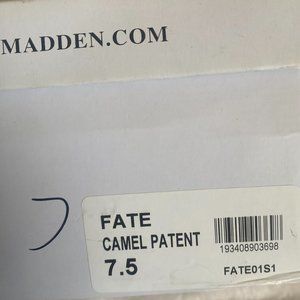 MADDEN.COM
FATE
CAMEL PATENT
7.5
193408903698
FATE01S1